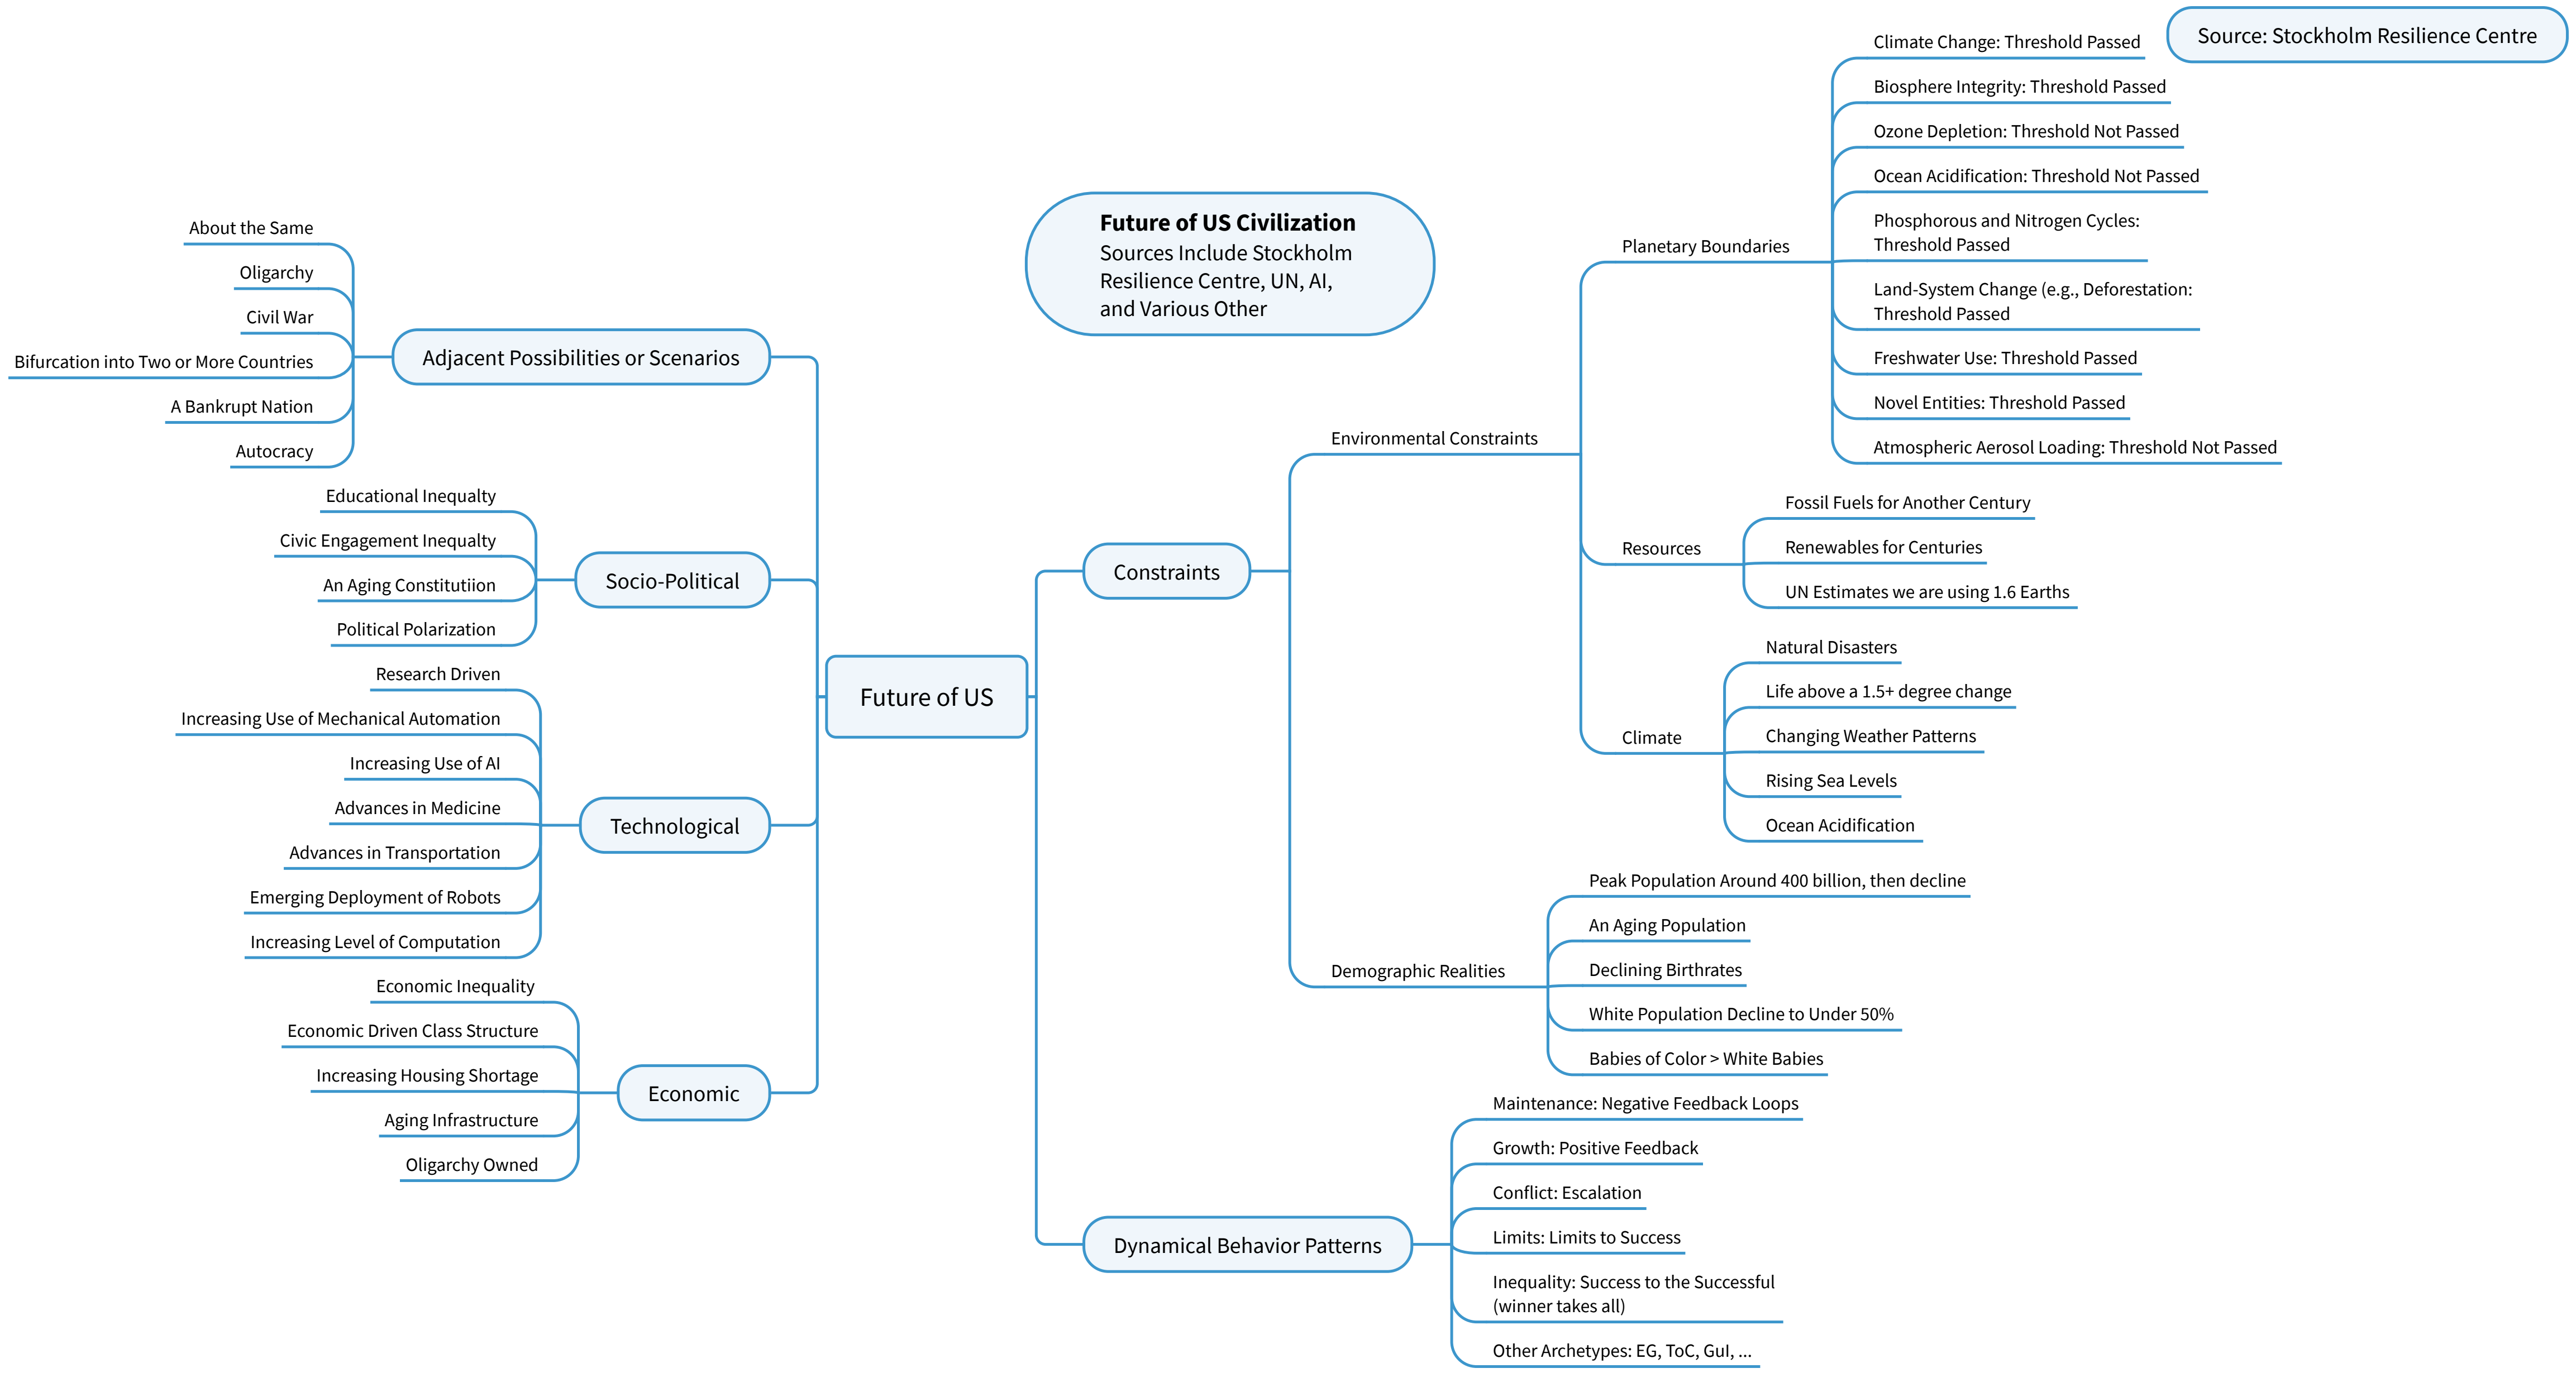 Source: Stockholm Resilience Centre
Future of US Civilization
Sources Include Stockholm
Resilience Centre, UN, AI,
and Various Other
Future of US
Adjacent Possibilities or Scenarios
About the Same
Oligarchy
Civil War
Bifurcation into Two or More Countries
A Bankrupt Nation
Autocracy
Socio-Political
Educational Inequalty
Civic Engagement Inequalty
An Aging Constitutiion
Political Polarization
Technological
Research Driven
Increasing Use of Mechanical Automation
Increasing Use of AI
Advances in Medicine
Advances in Transportation
Emerging Deployment of Robots
Increasing Level of Computation
Economic
Economic Inequality
Economic Driven Class Structure
Increasing Housing Shortage
Aging Infrastructure
Oligarchy Owned
Constraints
Environmental Constraints
Planetary Boundaries
Climate Change: Threshold Passed
Biosphere Integrity: Threshold Passed
Ozone Depletion: Threshold Not Passed
Ocean Acidification: Threshold Not Passed
Phosphorous and Nitrogen Cycles:
Threshold Passed
Land-System Change (e.g., Deforestation:
Threshold Passed
Freshwater Use: Threshold Passed
Novel Entities: Threshold Passed
Atmospheric Aerosol Loading: Threshold Not Passed
Resources
Fossil Fuels for Another Century
Renewables for Centuries
UN Estimates we are using 1.6 Earths
Climate
Natural Disasters
Life above a 1.5+ degree change
Changing Weather Patterns
Rising Sea Levels
Ocean Acidification
Demographic Realities
Peak Population Around 400 billion, then decline
An Aging Population
Declining Birthrates
White Population Decline to Under 50%
Babies of Color > White Babies
Dynamical Behavior Patterns
Maintenance: Negative Feedback Loops
Growth: Positive Feedback
Conflict: Escalation
Limits: Limits to Success
Inequality: Success to the Successful
(winner takes all)
Other Archetypes: EG, ToC, GuI, ...